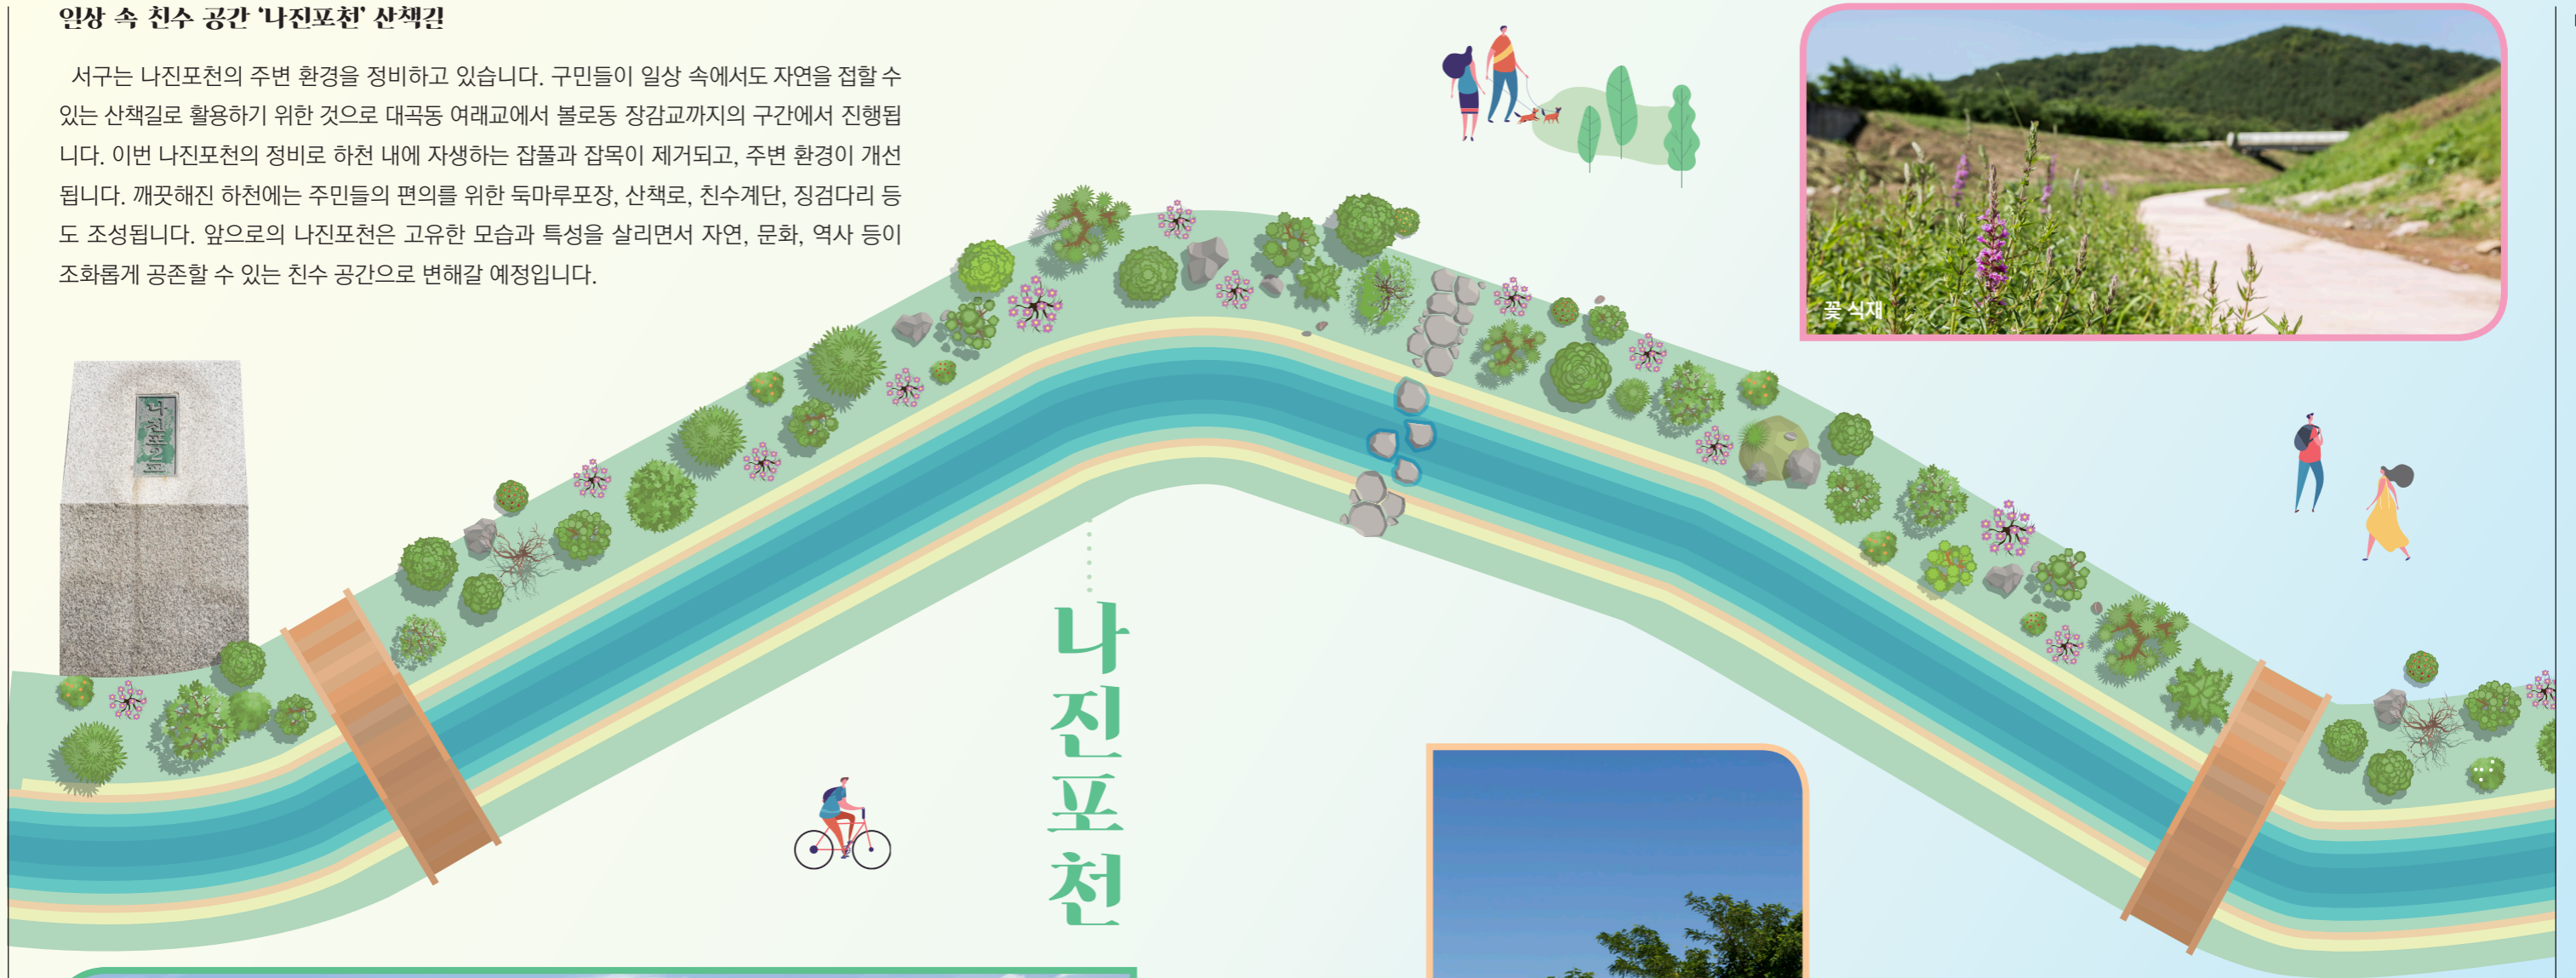 일상 속 친수 공간 ‘나진포천’ 산책길
서구는 나진포천의 주변 환경을 정비하고 있습니다. 구민들이 일상 속에서도 자연을 접할 수
있는 산책길로 활용하기 위한 것으로 대곡동 여래교에서 불로동 장감교까지의 구간에서 진행됩
니다. 이번 나진포천의 정비로 하천 내에 자생하는 잡풀과 잡목이 제거되고, 주변 환경이 개선
됩니다. 깨끗해진 하천에는 주민들의 편의를 위한 둑마루포장, 산책로, 친수계단, 징검다리 등
도 조성됩니다. 앞으로의 나진포천은 고유한 모습과 특성을 살리면서 자연, 문화, 역사 등이
조화롭게 공존할 수 있는 친수 공간으로 변해갈 예정입니다.
꽃 식재
나진포천